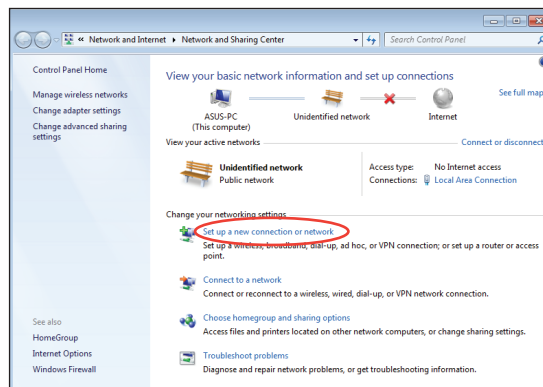 « Network and Internet ▸ Network and Sharing Center
Search Control Panel
Control Panel Home
Manage wireless networks
Change adapter settings
Change advanced sharing
settings
See also
HomeGroup
Internet Options
Windows Firewall
View your basic network information and set up connections
See full map
ASUS-PC
(This computer)
Unidentified network
Internet
View your active networks
Connect or disconnect
Unidentified network
Public network
Access type: No Internet access
Connections: Local Area Connection
Change your networking settings
Set up a new connection or network
Set up a wireless, broadband, dial-up, ad hoc, or VPN connection; or set up a router or access
point.
Connect to a network
Connect or reconnect to a wireless, wired, dial-up, or VPN network connection.
Choose homegroup and sharing options
Access files and printers located on other network computers, or change sharing settings.
Troubleshoot problems
Diagnose and repair network problems, or get troubleshooting information.